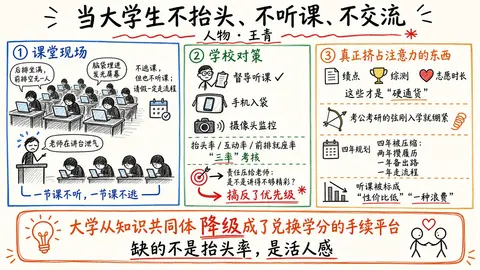 当大学生不抬头、不听课、不交流
人物·王青
① 课堂现场
后排坐满，
前排空无一人
脑袋埋进
发光屏幕
不逃课，
但也不听课；
请假一定走流程
老师在讲台泄气
一节课不听，一节课不逃
② 学校对策
督导听课
手机入袋
摄像头监控
抬头率 / 互动率 / 前排就座率
“三率”考核
责任压给老师：
是不是讲得不够精彩？
搞反了优先级
③ 真正挤占注意力的东西
绩点
综测
志愿时长
这些才是“硬通货”
考公考研的弦刚入学就绷紧
四年规划
四年被压缩：
两年攒履历
一年备出路
一年走流程
听课被标成
“性价比低”“一种浪费”
大学从知识共同体 降级成了兑换学分的手续平台
缺的不是抬头率，是活人感